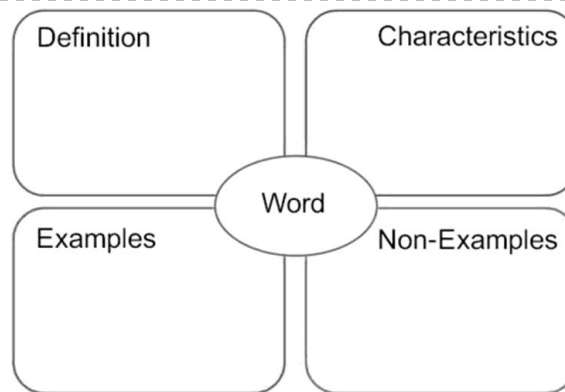 Definition
Characteristics
Word
Examples
Non-Examples